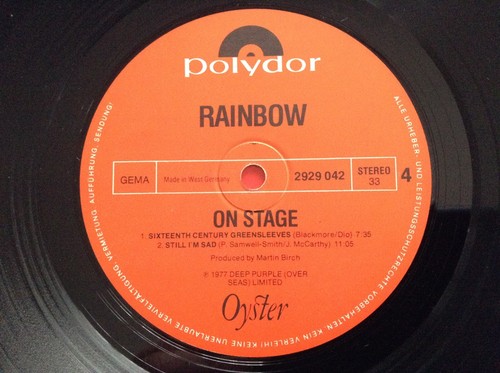 polydor
RAINBOW
GEMA
Made in West Germany
2929 042
STEREO
33
4
ON STAGE
1. SIXTEENTH CENTURY GREENSLEEVES (Blackmore/Dio) 7:35
2. STILL I'M SAD (P. Samwell-Smith/J. McCarthy) 11:05
Produced by Martin Birch
℗ 1977 DEEP PURPLE (OVER
SEAS) LIMITED
Oyster
ALLE URHEBER- UND LEISTUNGSSCHUTZRECHTE VORBEHALTEN. KEIN VERLEIH! KEINE UNERLAUBTE VERVIELFÄLTIGUNG, VERMIETUNG, AUFFÜHRUNG, SENDUNG!